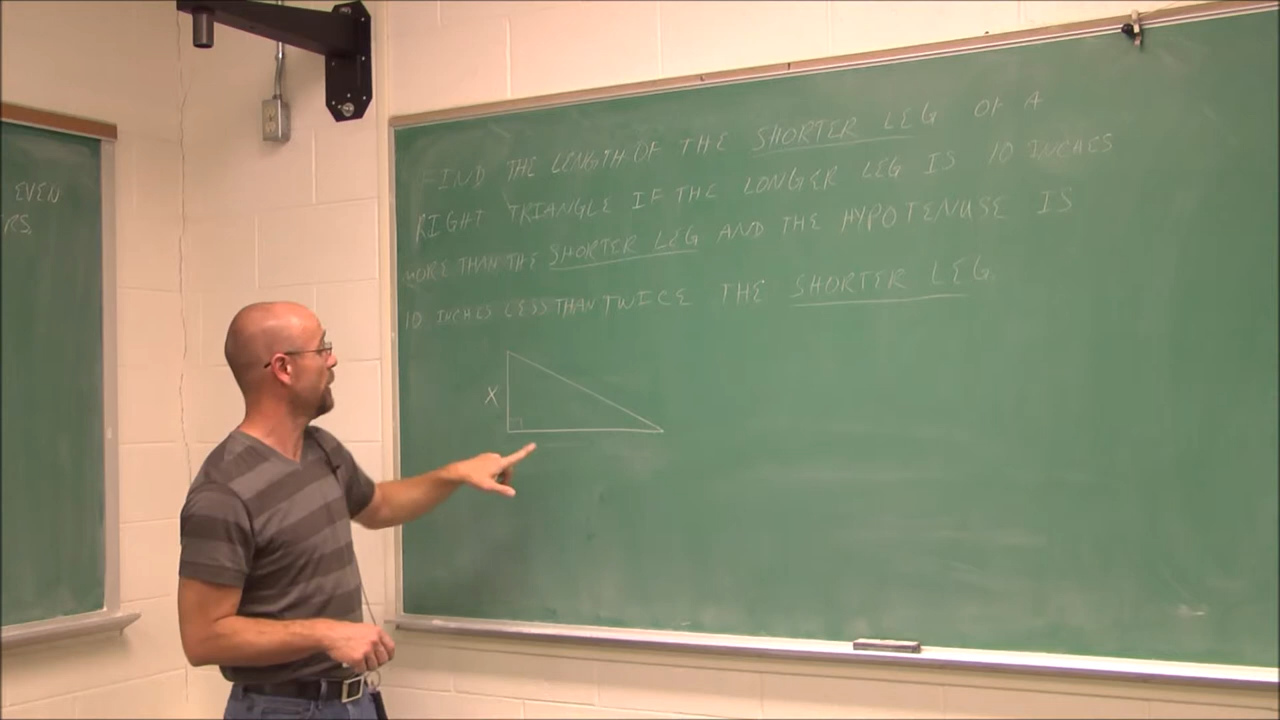 EVEN
RS
FIND THE LENGTH OF THE SHORTER LEG OF A
RIGHT TRIANGLE IF THE LONGER LEG IS 10 INCHES
MORE THAN THE SHORTER LEG AND THE HYPOTENUSE IS
10 INCHES LESS THAN TWICE THE SHORTER LEG
X